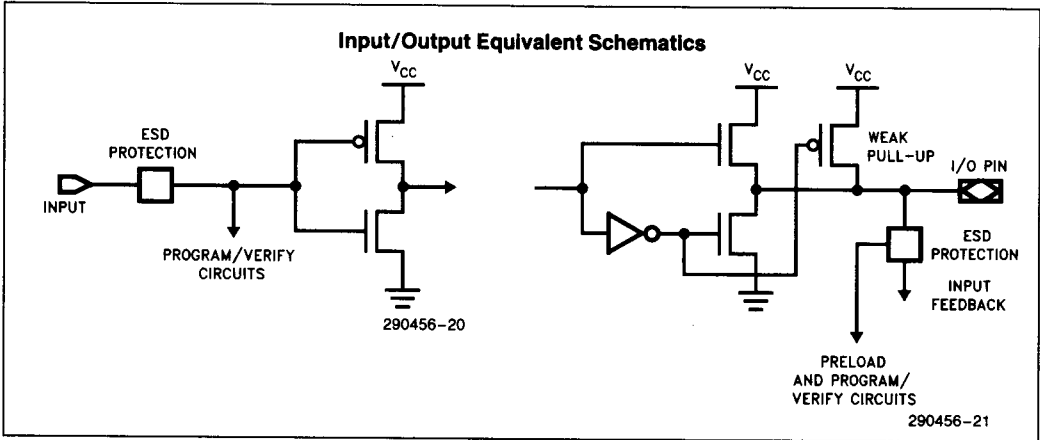 Input/Output Equivalent Schematics
VCC
ESD
PROTECTION
INPUT
PROGRAM/VERIFY
CIRCUITS
290456-20
VCC
VCC
WEAK
PULL-UP
I/O PIN
ESD
PROTECTION
INPUT
FEEDBACK
PRELOAD
AND PROGRAM/
VERIFY CIRCUITS
290456-21